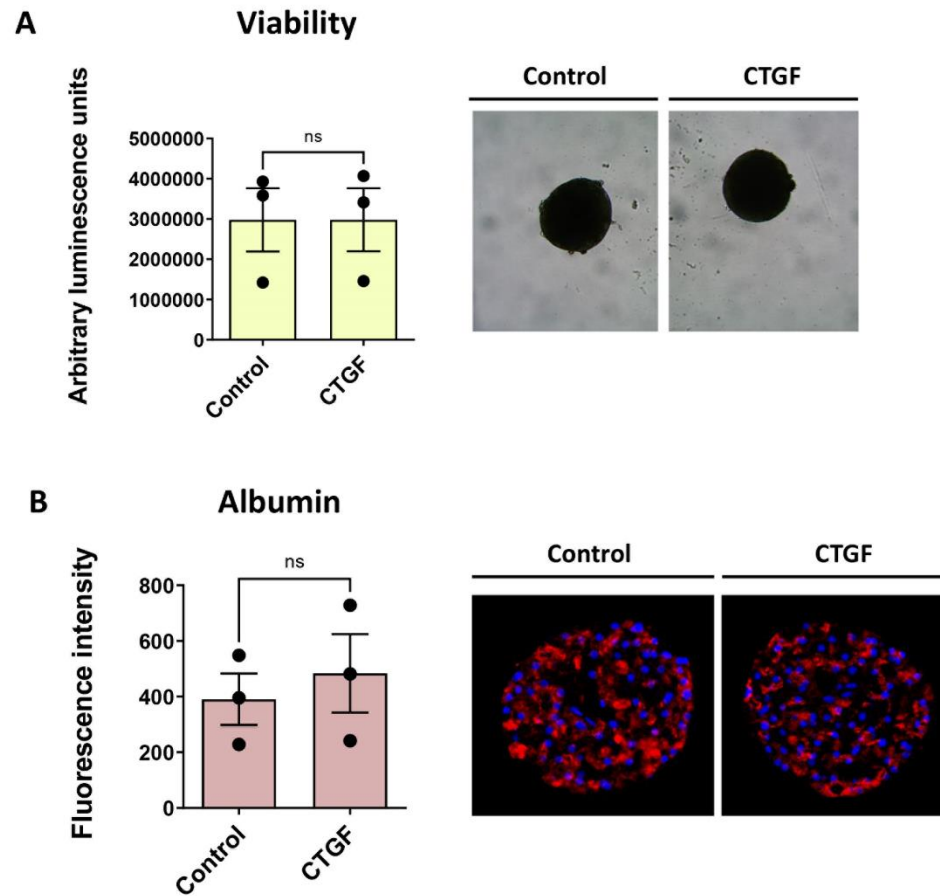 A
Viability
Arbitrary luminescence units
5000000
4000000
3000000
2000000
1000000
0
ns
Control
CTGF
Control
CTGF
B
Albumin
Fluorescence intensity
800
600
400
200
0
ns
Control
CTGF
Control
CTGF